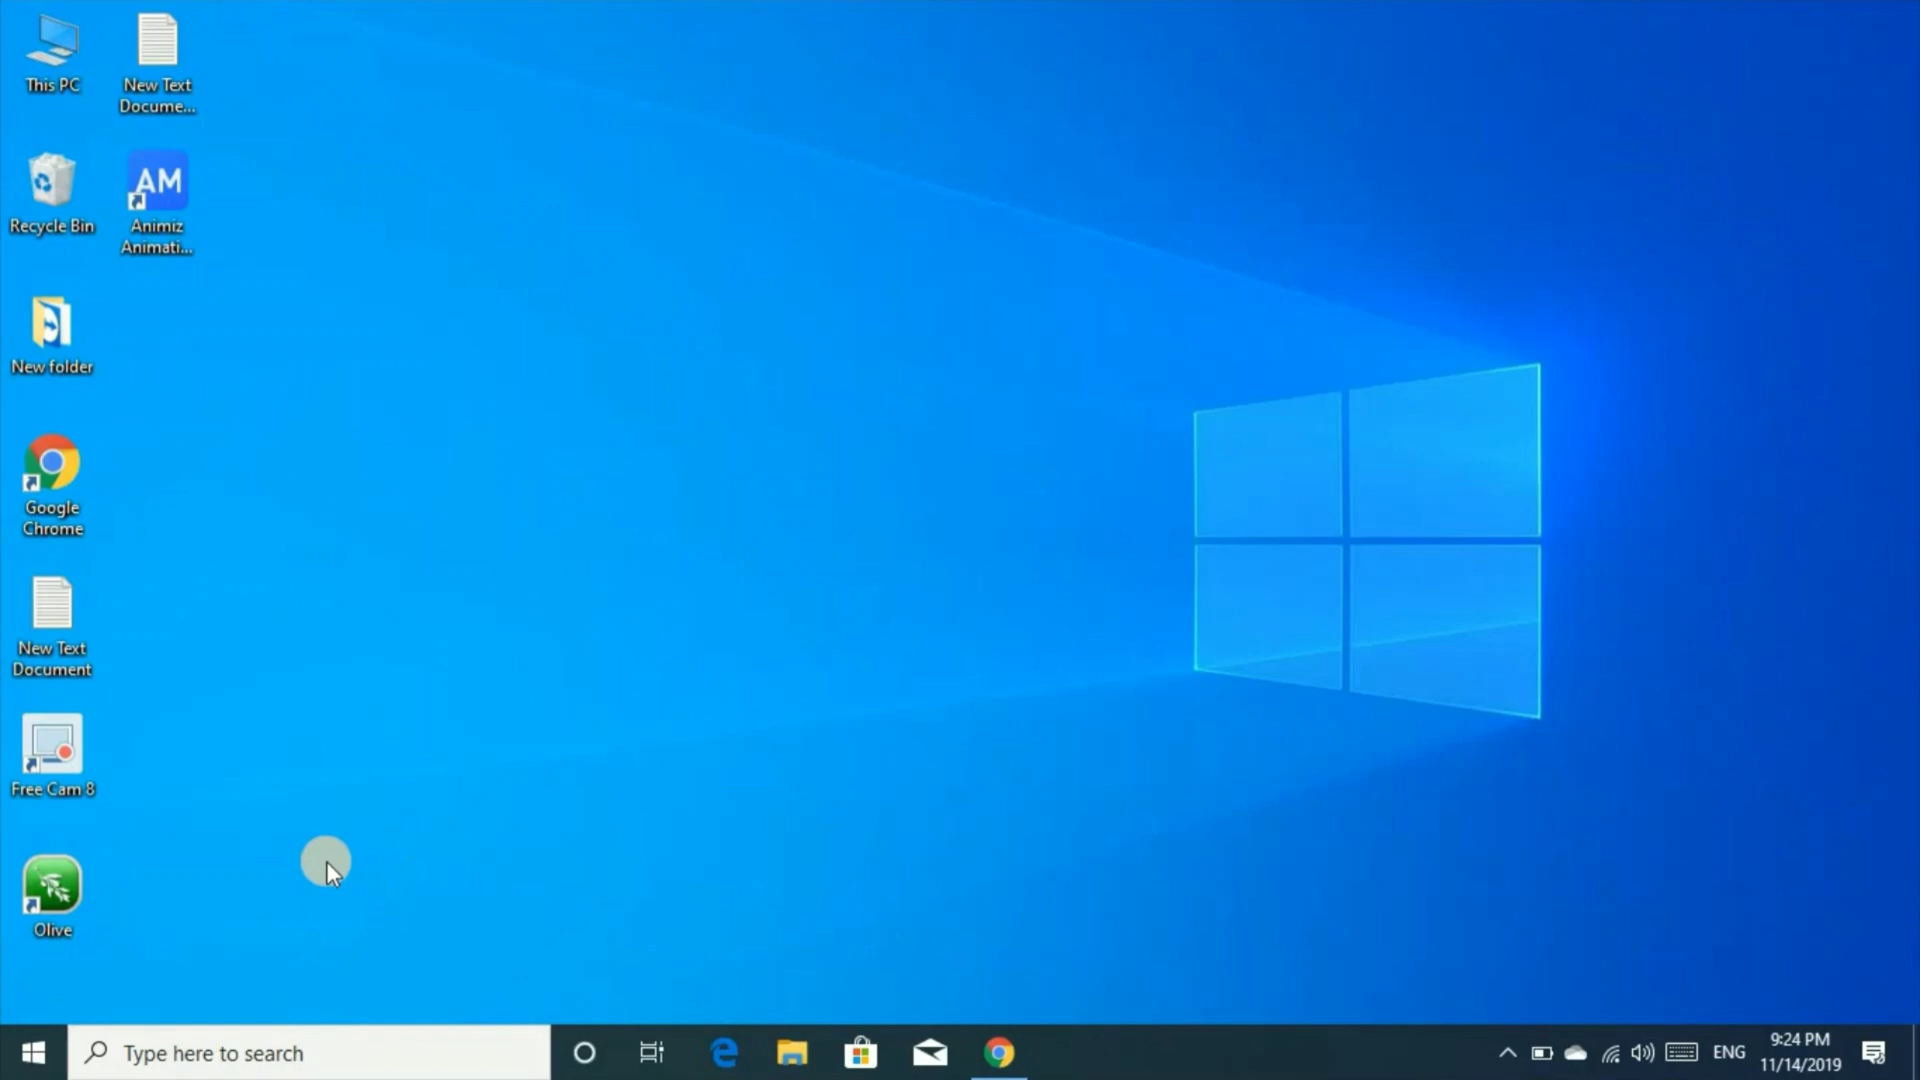 This PC
New Text
Docume...
Recycle Bin
AM
Animiz
Animati...
New folder
Google
Chrome
New Text
Document
Free Cam 8
Olive
Type here to search
ENG
9:24 PM
11/14/2019